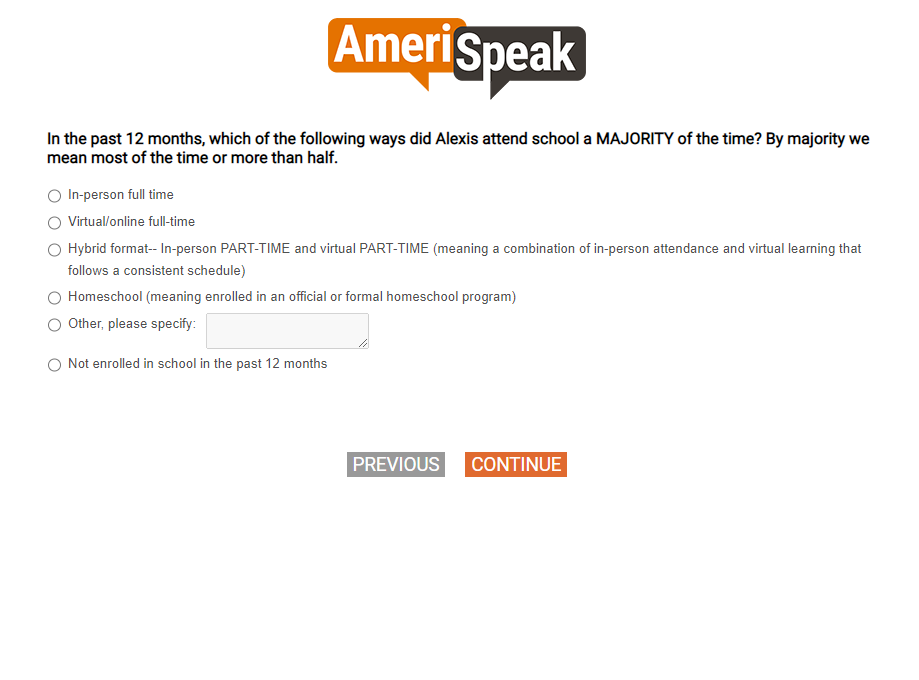 AmeriSpeak
In the past 12 months, which of the following ways did Alexis attend school a MAJORITY of the time? By majority we
mean most of the time or more than half.
In-person full time
Virtual/online full-time
Hybrid format-- In-person PART-TIME and virtual PART-TIME (meaning a combination of in-person attendance and virtual learning that
follows a consistent schedule)
Homeschool (meaning enrolled in an official or formal homeschool program)
Other, please specify:
Not enrolled in school in the past 12 months
PREVIOUS CONTINUE